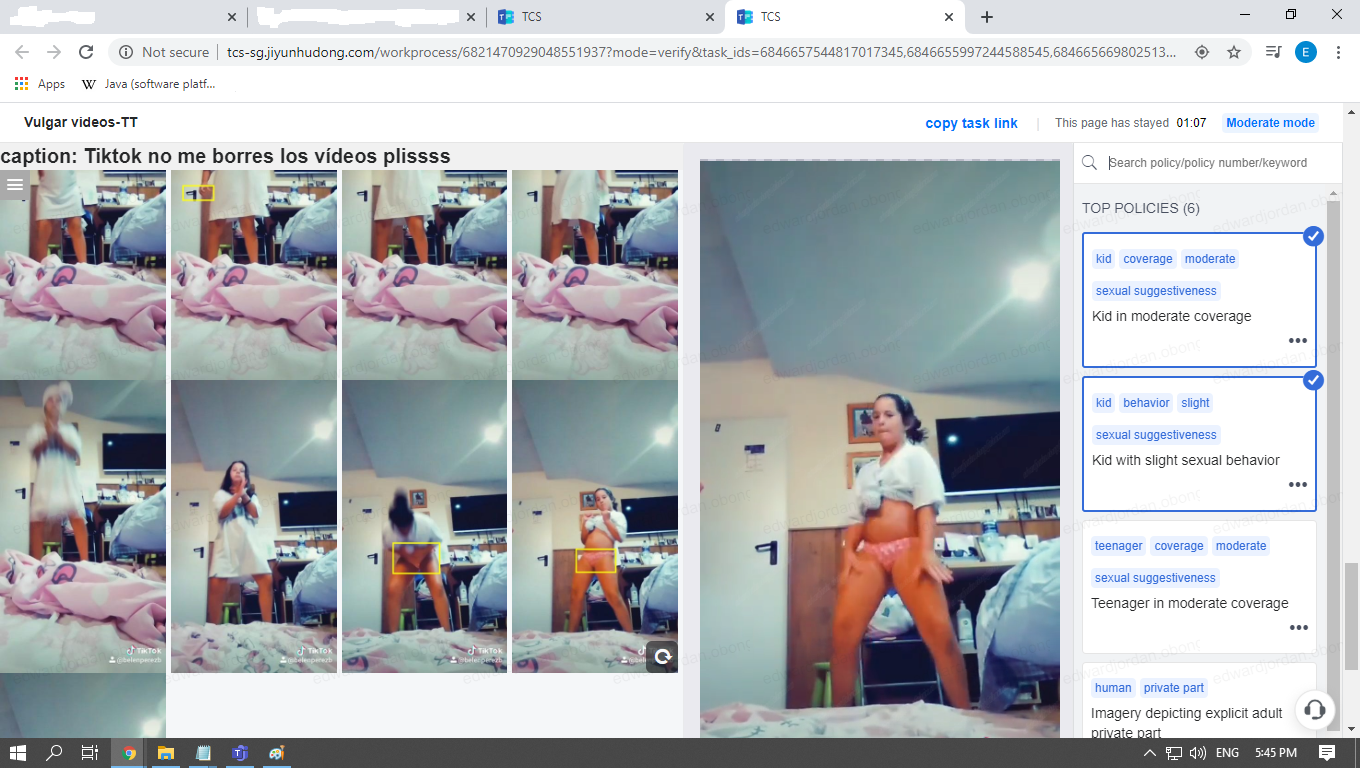 TCS
TCS
Not secure
tcs-sg.jiyunhudong.com/workprocess/6821470929048551937?mode=verify&task_ids=6846657544817017345,6846655997244588545,684665669802513...
E
Apps
W
Java (software platf...
Vulgar videos-TT
copy task link
This page has stayed 01:07
Moderate mode
caption: Tiktok no me borres los vídeos plissss
Search policy/policy number/keyword
TOP POLICIES (6)
kid coverage moderate
sexual suggestiveness
Kid in moderate coverage
kid behavior slight
sexual suggestiveness
Kid with slight sexual behavior
teenager coverage moderate
sexual suggestiveness
Teenager in moderate coverage
human private part
Imagery depicting explicit adult
private part
TikTok
TikTok
TikTok
ENG
5:45 PM